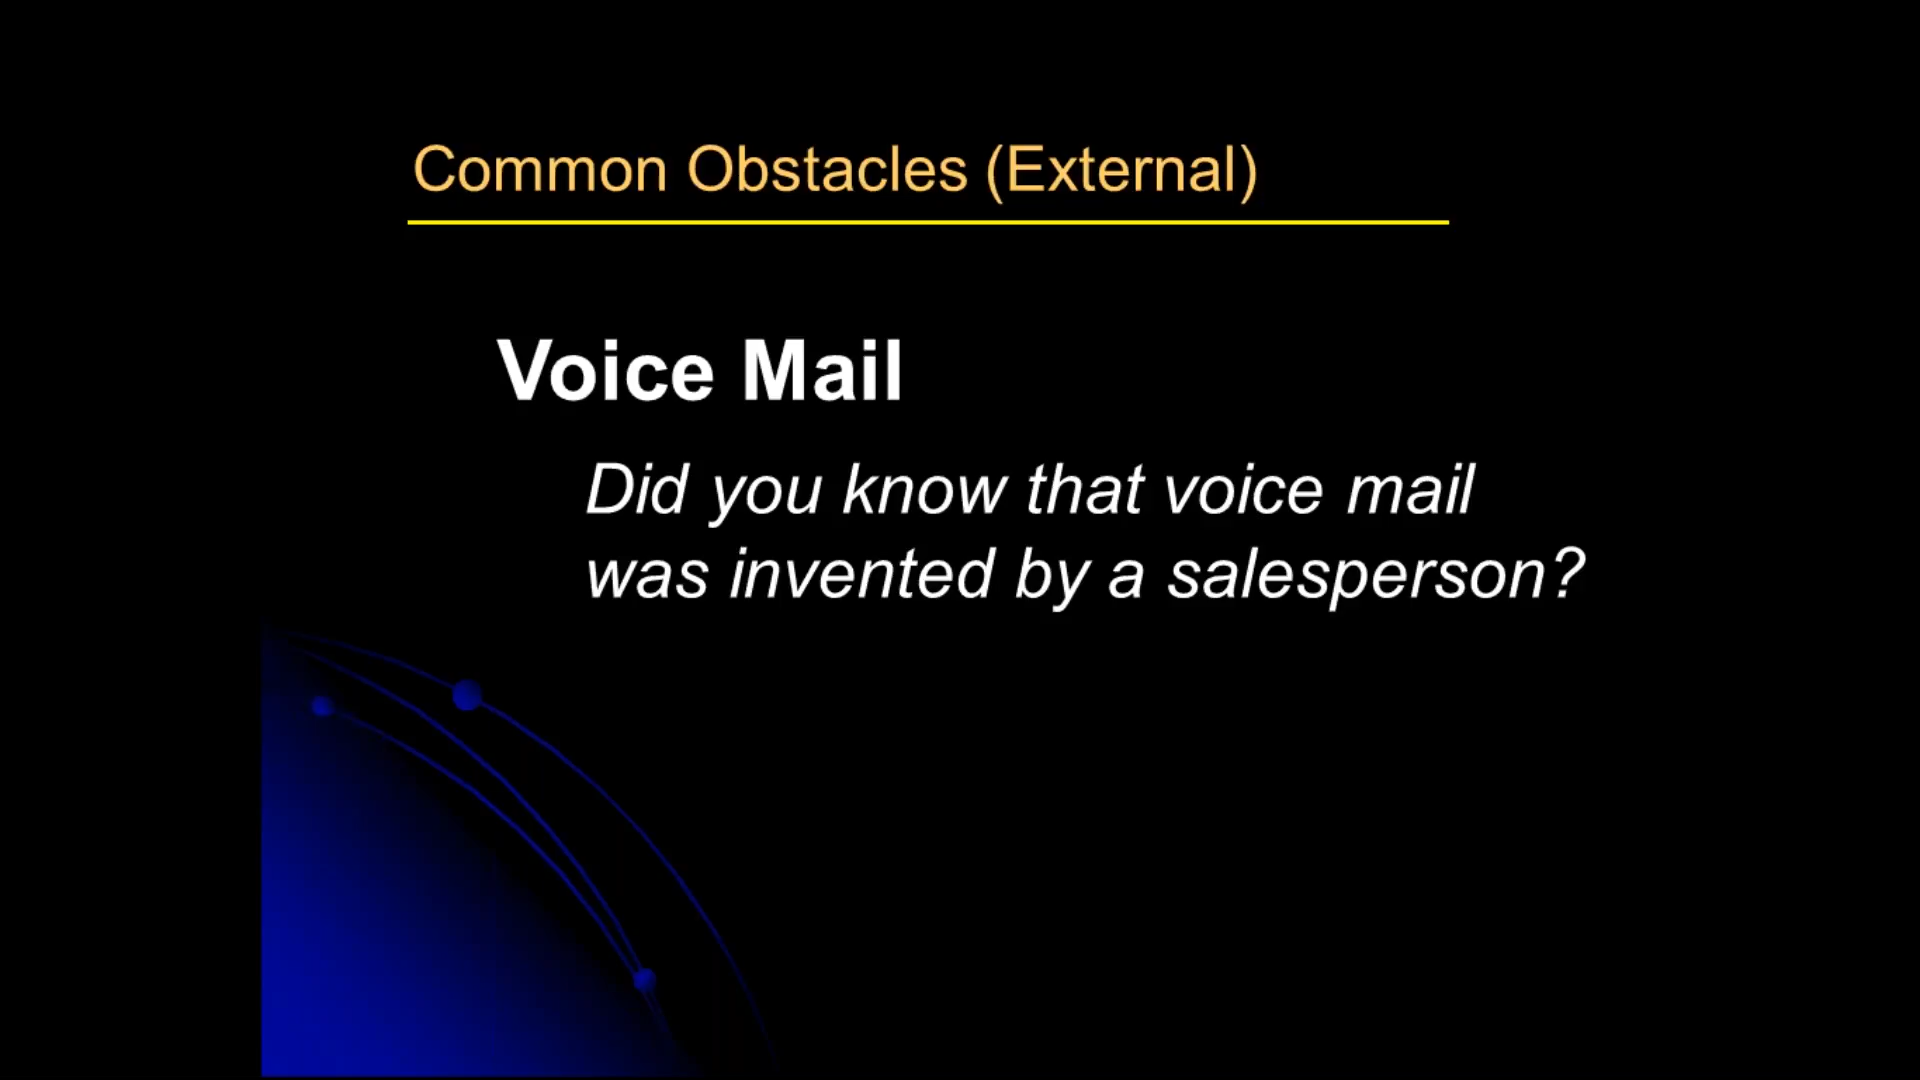 Common Obstacles (External)
Voice Mail
Did you know that voice mail
was invented by a salesperson?